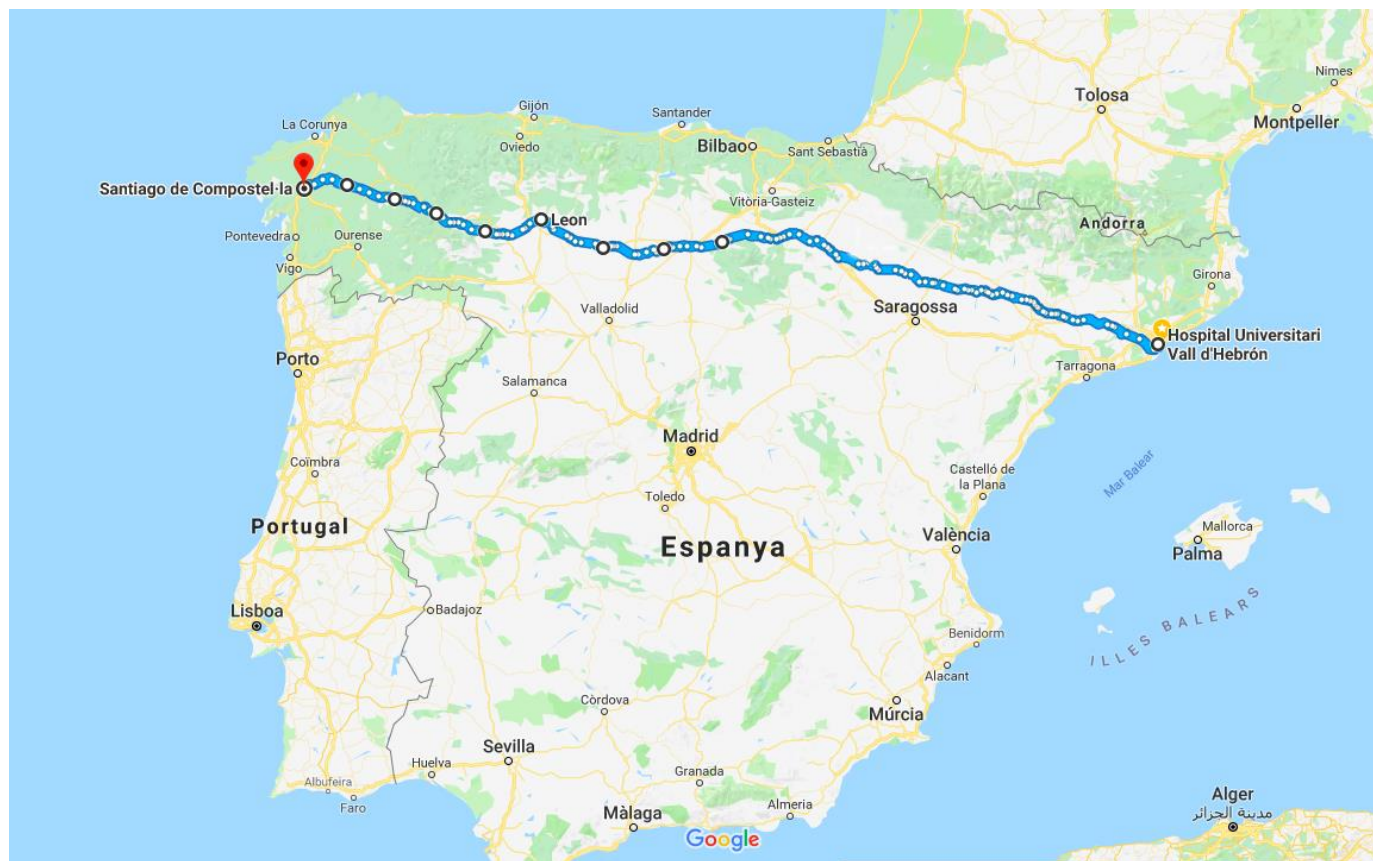 Nimes
Tolosa
Montpeller
Gijón
Santander
La Corunya
Oviedo
Bilbao
Sant Sebastià
Santiago de Compostel·la
Vitòria-Gasteiz
Leon
Andorra
Pontevedra
Ourense
Vigo
Girona
Valladolid
Saragossa
Hospital Universitari
Vall d'Hebrón
Porto
Tarragona
Salamanca
Madrid
Coïmbra
Castelló de
la Plana
Mar Balear
Toledo
Portugal
Espanya
València
Mallorca
Palma
Lisboa
Badajoz
ILLES BALEARS
Benidorm
Alacant
Còrdova
Múrcia
Sevilla
Huelva
Granada
Albufeira
Faro
Almeria
Màlaga
Alger
مدينة الجزائر
Google